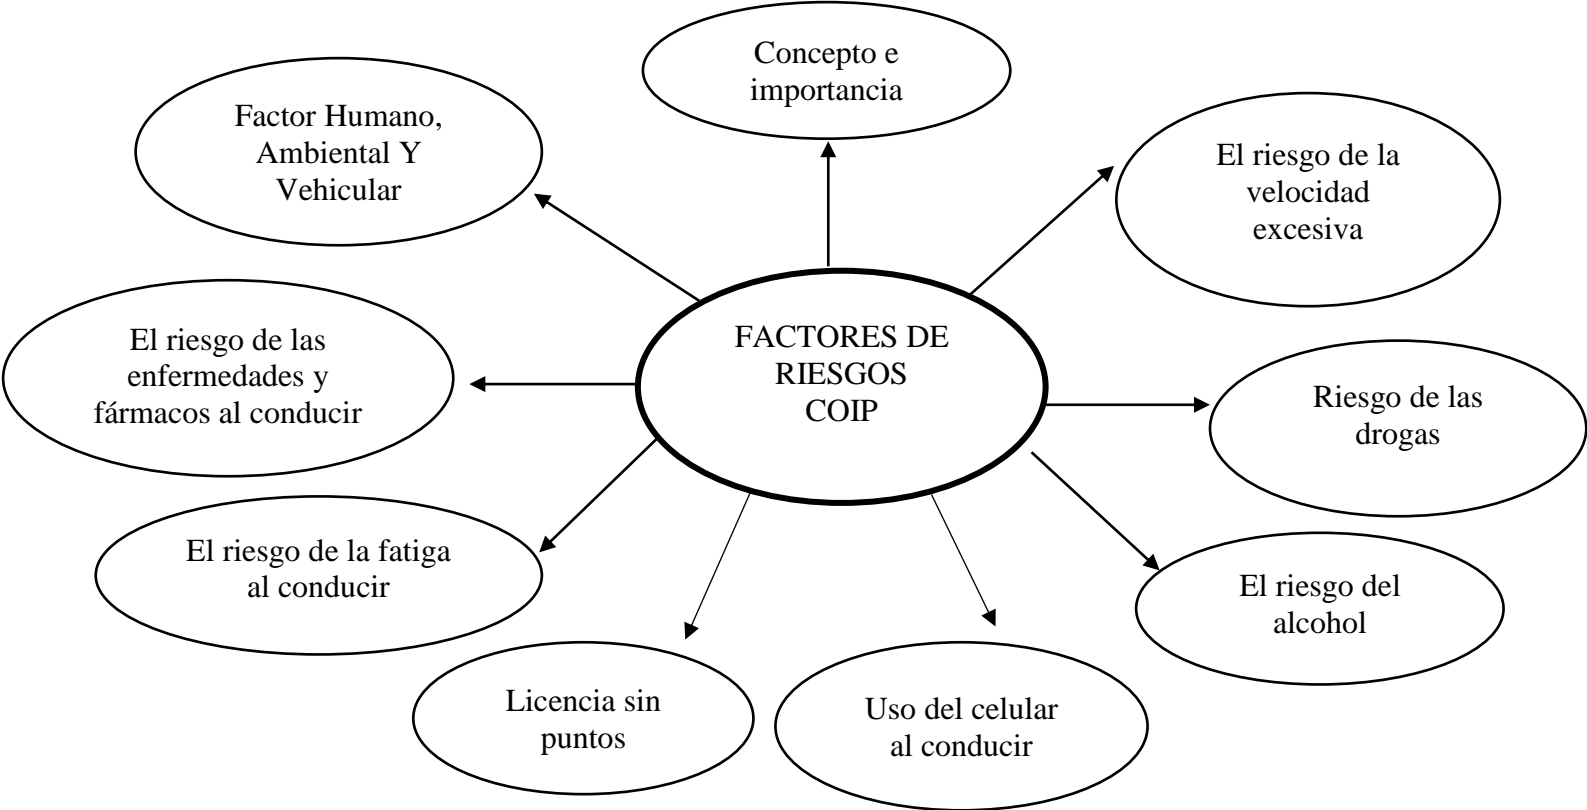 Concepto e
importancia
Factor Humano,
Ambiental Y
Vehicular
El riesgo de la
velocidad
excesiva
El riesgo de las
enfermedades y
fármacos al conducir
FACTORES DE
RIESGOS
COIP
Riesgo de las
drogas
El riesgo de la fatiga
al conducir
El riesgo del
alcohol
Licencia sin
puntos
Uso del celular
al conducir